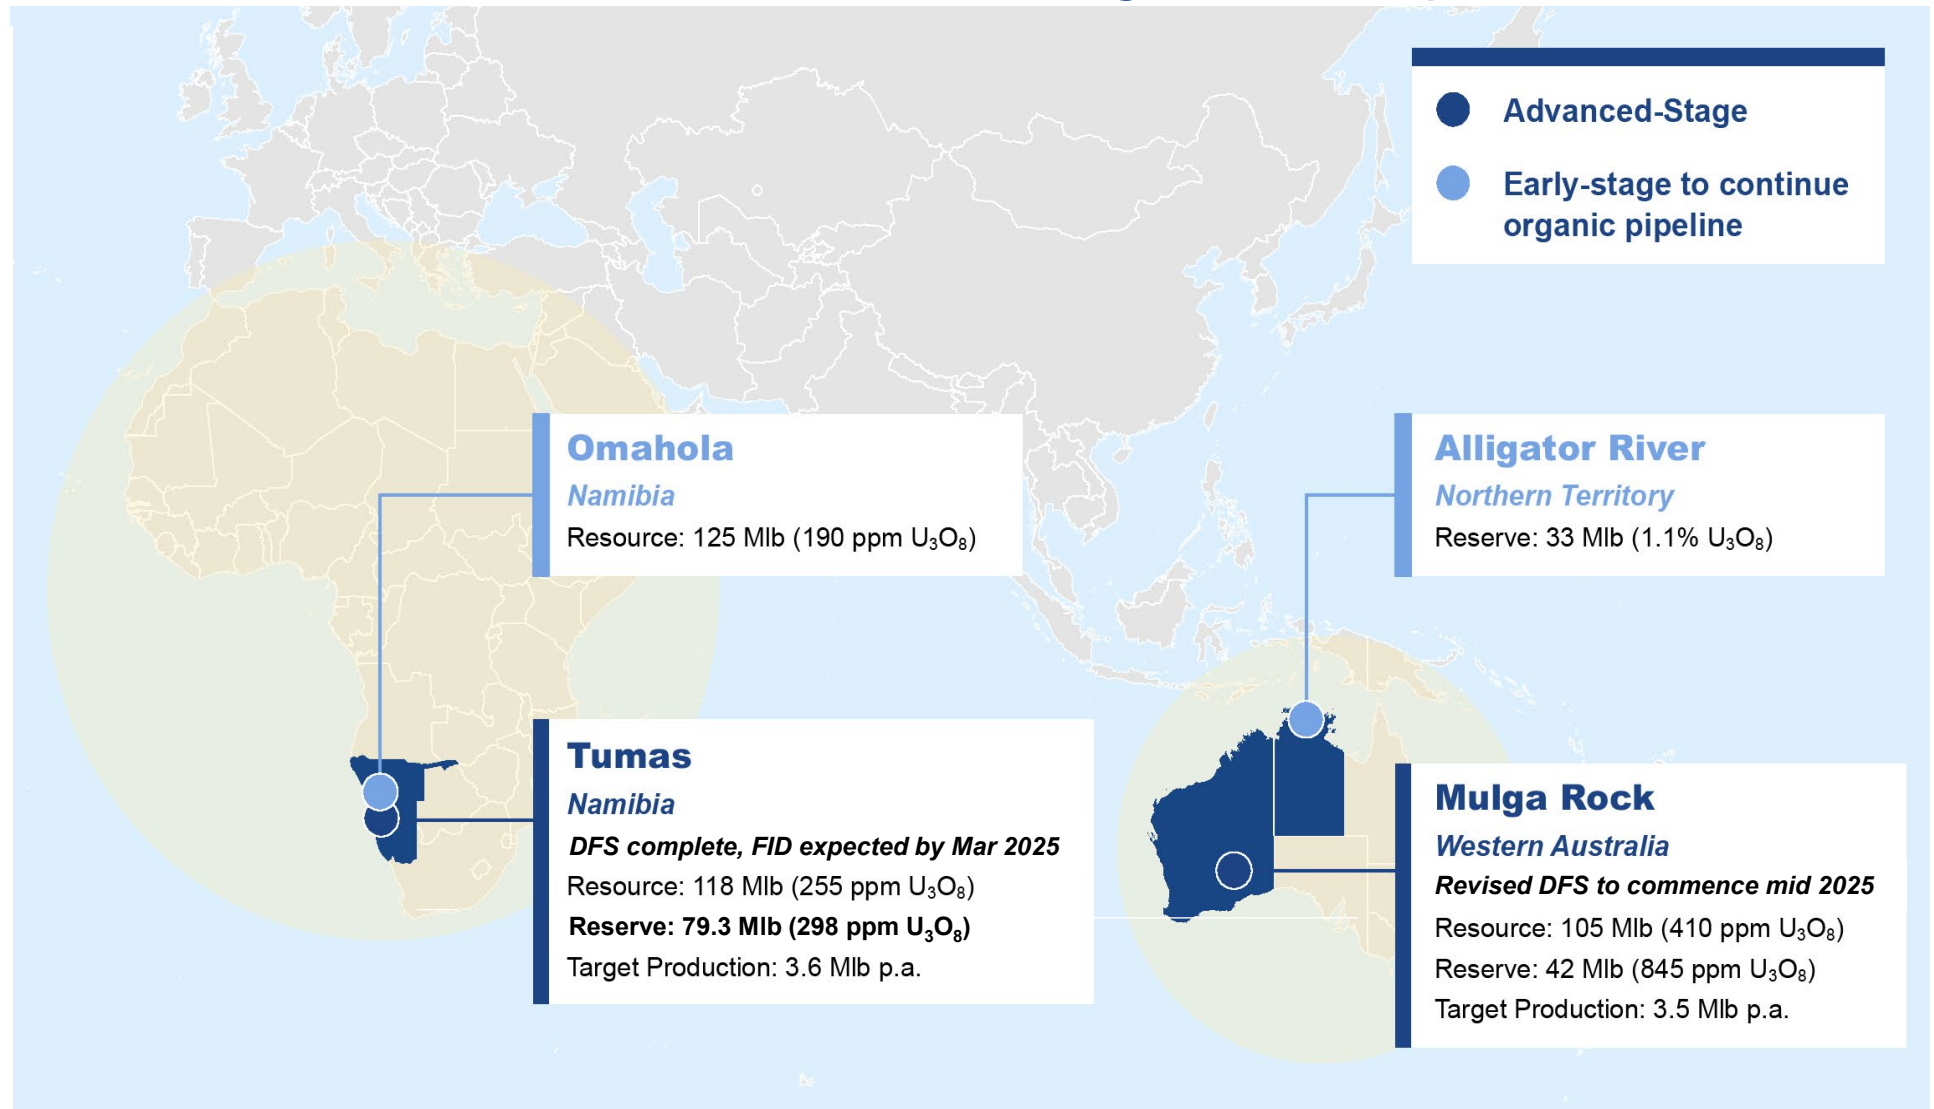 Advanced-Stage
Early-stage to continue
organic pipeline
Omahola
Namibia
Resource: 125 Mlb (190 ppm U₃O₈)
Alligator River
Northern Territory
Reserve: 33 Mlb (1.1% U₃O₈)
Tumas
Namibia
DFS complete, FID expected by Mar 2025
Resource: 118 Mlb (255 ppm U₃O₈)
Reserve: 79.3 Mlb (298 ppm U₃O₈)
Target Production: 3.6 Mlb p.a.
Mulga Rock
Western Australia
Revised DFS to commence mid 2025
Resource: 105 Mlb (410 ppm U₃O₈)
Reserve: 42 Mlb (845 ppm U₃O₈)
Target Production: 3.5 Mlb p.a.